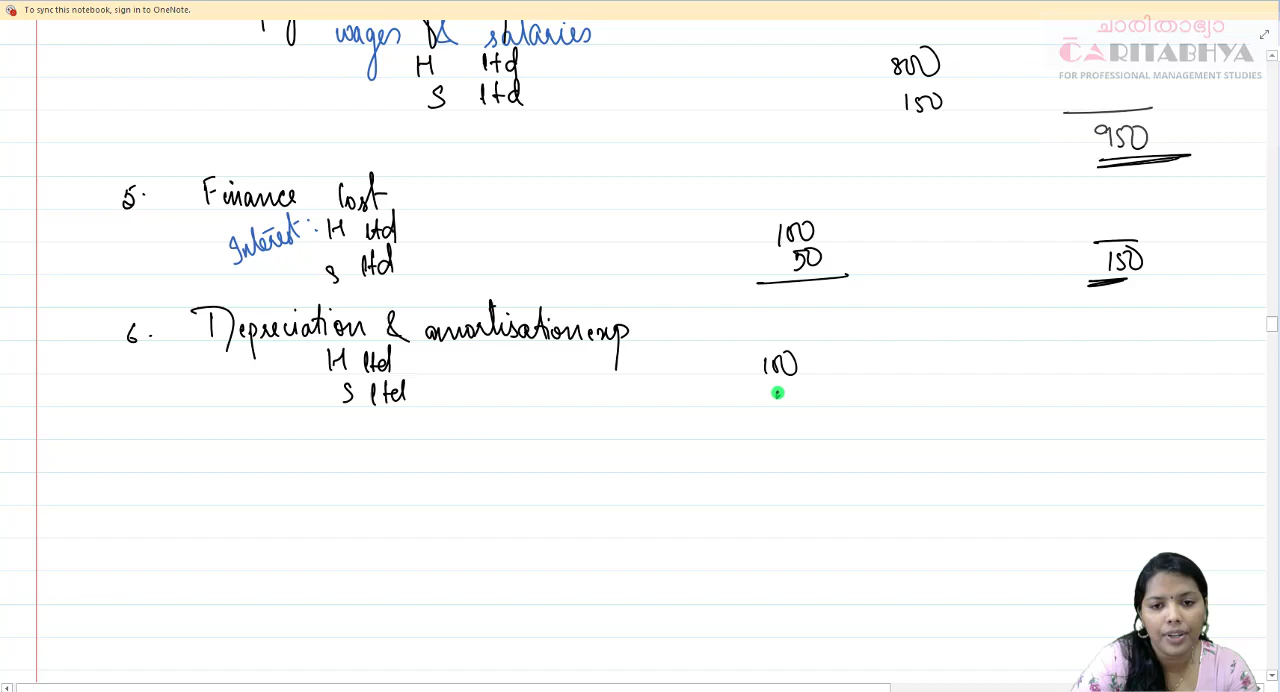 To sync this notebook, sign in to OneNote.
ചാരിതാഭ്യാ
CARITABHYA
FOR PROFESSIONAL MANAGEMENT STUDIES
wages & salaries
H ltd 800
S ltd 150
950
5. Finance Cost
Interest: H ltd 100
S ltd 50 150
6. Depreciation & amortisation exp
H ltd 100
S ltd